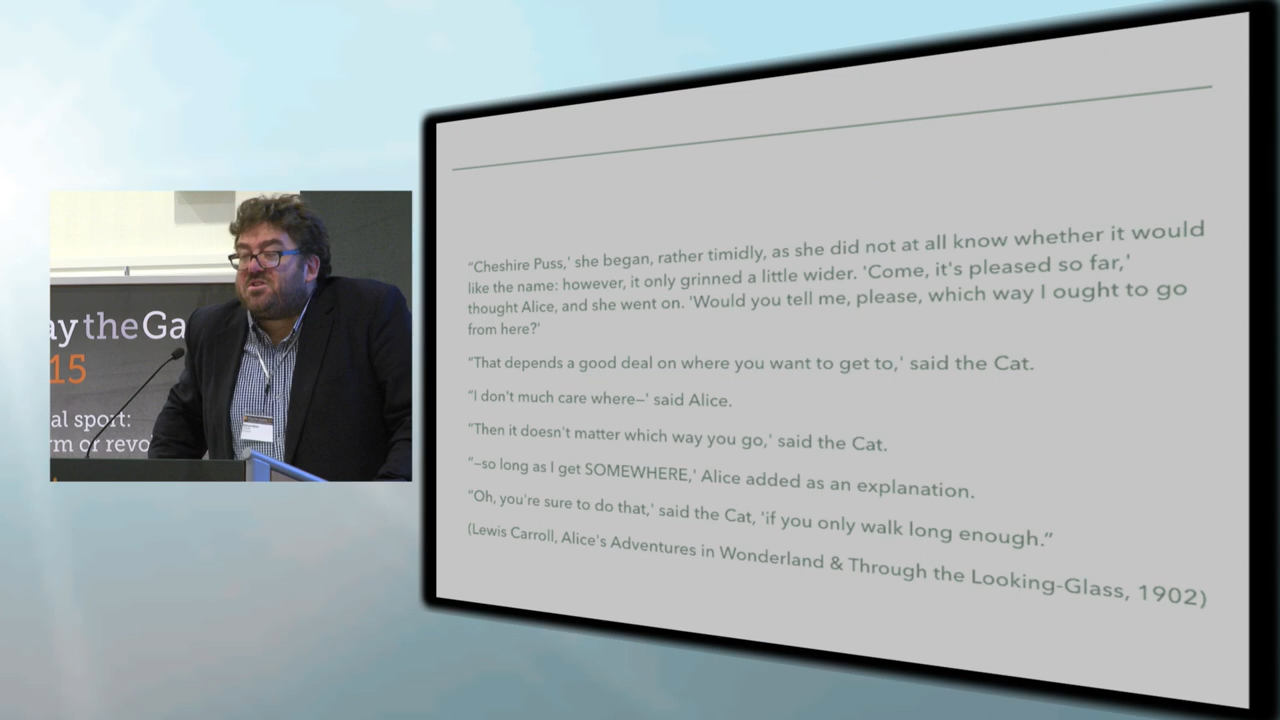 ay the Ga
15
al sport:
rm or revo
“Cheshire Puss,' she began, rather timidly, as she did not at all know whether it would
like the name: however, it only grinned a little wider. 'Come, it's pleased so far,'
thought Alice, and she went on. 'Would you tell me, please, which way I ought to go
from here?'
“That depends a good deal on where you want to get to,' said the Cat.
“I don't much care where—' said Alice.
“Then it doesn't matter which way you go,' said the Cat.
“—so long as I get SOMEWHERE,' Alice added as an explanation.
“Oh, you're sure to do that,' said the Cat, 'if you only walk long enough.”
(Lewis Carroll, Alice's Adventures in Wonderland & Through the Looking-Glass, 1902)